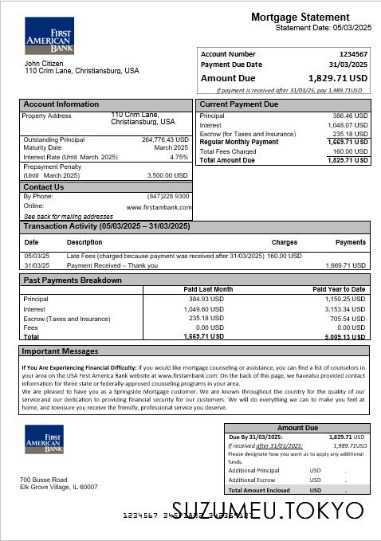 FIRST
AMERICAN
BANK
Mortgage Statement
Statement Date: 05/03/2025
John Citizen
110 Crim Lane, Christiansburg, USA
Account Number 1234567
Payment Due Date 31/03/2025
Amount Due 1,829.71 USD
If payment is received after 31/03/25, pay 1,989.71USD
Account Information
Property Address 110 Crim Lane,
Christiansburg, USA
Outstanding Principal 264,776.43 USD
Maturity Date March 2025
Interest Rate (Until March 2025) 4.75%
Prepayment Penalty
(Until March 2025) 3,500.00 USD
Contact Us
By Phone: (847)228 9300
Online: www.firstambank.com
See back for mailing addresses
Current Payment Due
Principal 386.46 USD
Interest 1,048.07 USD
Escrow (for Taxes and Insurance) 235.18 USD
Regular Monthly Payment 1,669.71 USD
Total Fees Charged 160.00 USD
Total Amount Due 1,829.71 USD
Transaction Activity (05/03/2025 – 31/03/2025)
Date Description Charges Payments
05/03/25 Late Fees (charged because payment was received after 31/03/2025) 160.00 USD
31/03/25 Payment Received – Thank you 1,669.71 USD
Past Payments Breakdown
Paid Last Month Paid Year to Date
Principal 384.93 USD 1,150.25 USD
Interest 1,049.60 USD 3,153.34 USD
Escrow (Taxes and Insurance) 235.18 USD 705.54 USD
Fees 0.00 USD 0.00 USD
Total 1,669.71 USD 5,009.13 USD
Important Messages
If You Are Experiencing Financial Difficulty: if you would like mortgage counseling or assistance, you can find a list of counselors in
your area on the USA First America Bank website at www.firstambank.com. On the back of this page, we havealso provided contact
information for three state or federally-approved counseling programs in your area.
We are pleased to have you as a Springside Mortgage customer. We are known throughout the country for the quality of our
serviceand our dedication to providing financial security for our customers. We will do everything we can to make you feel at
home, and toensure you receive the friendly, professional service you deserve.
FIRST
AMERICAN
BANK
700 Busse Road
Elk Grove Village, IL 60007
Amount Due
Due By 31/03/2025: 1,829.71 USD
If received after 31/03/2025: 1,989.71USD
Please designate how you want us to apply any additional
funds.
Additional Principal USD .
Additional Escrow USD .
Total Amount Enclosed USD .
SUZUMEU.TOKYO
1234567